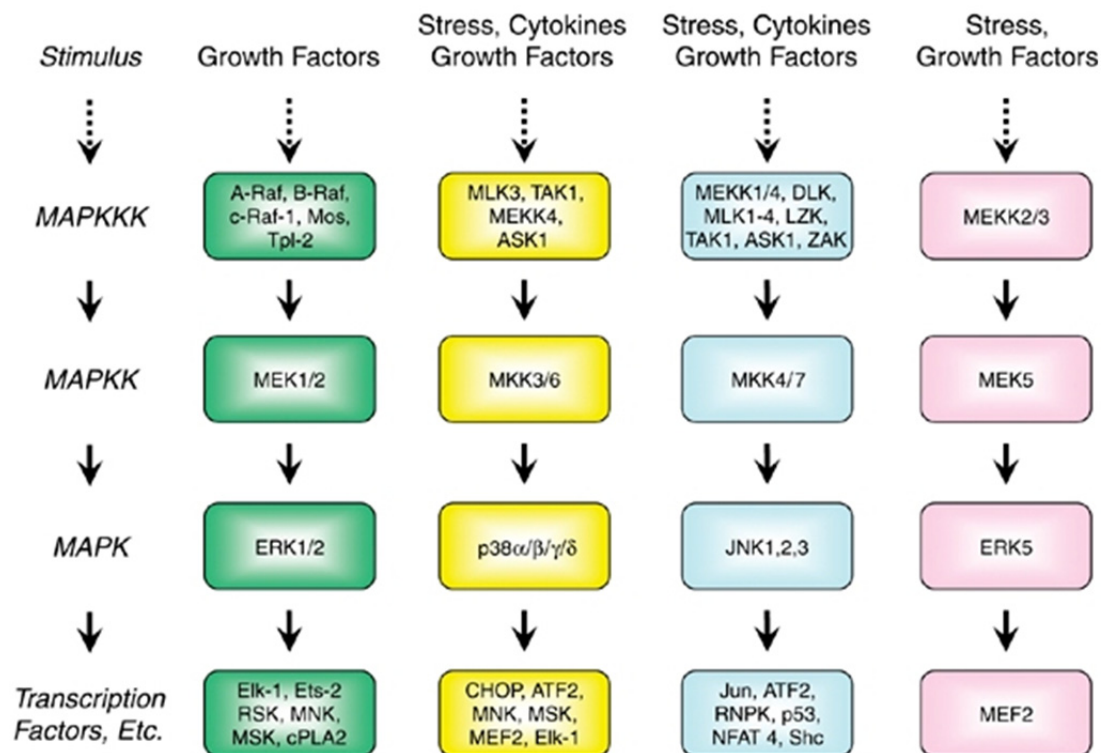 Stimulus
Growth Factors
Stress, Cytokines
Growth Factors
Stress, Cytokines
Growth Factors
Stress,
Growth Factors
MAPKKK
A-Raf, B-Raf,
c-Raf-1, Mos,
Tpl-2
MLK3, TAK1,
MEKK4,
ASK1
MEKK1/4, DLK,
MLK1-4, LZK,
TAK1, ASK1, ZAK
MEKK2/3
MAPKK
MEK1/2
MKK3/6
MKK4/7
MEK5
MAPK
ERK1/2
p38α/β/γ/δ
JNK1,2,3
ERK5
Transcription
Factors, Etc.
Elk-1, Ets-2
RSK, MNK,
MSK, cPLA2
CHOP, ATF2,
MNK, MSK,
MEF2, Elk-1
Jun, ATF2,
RNPK, p53,
NFAT 4, Shc
MEF2